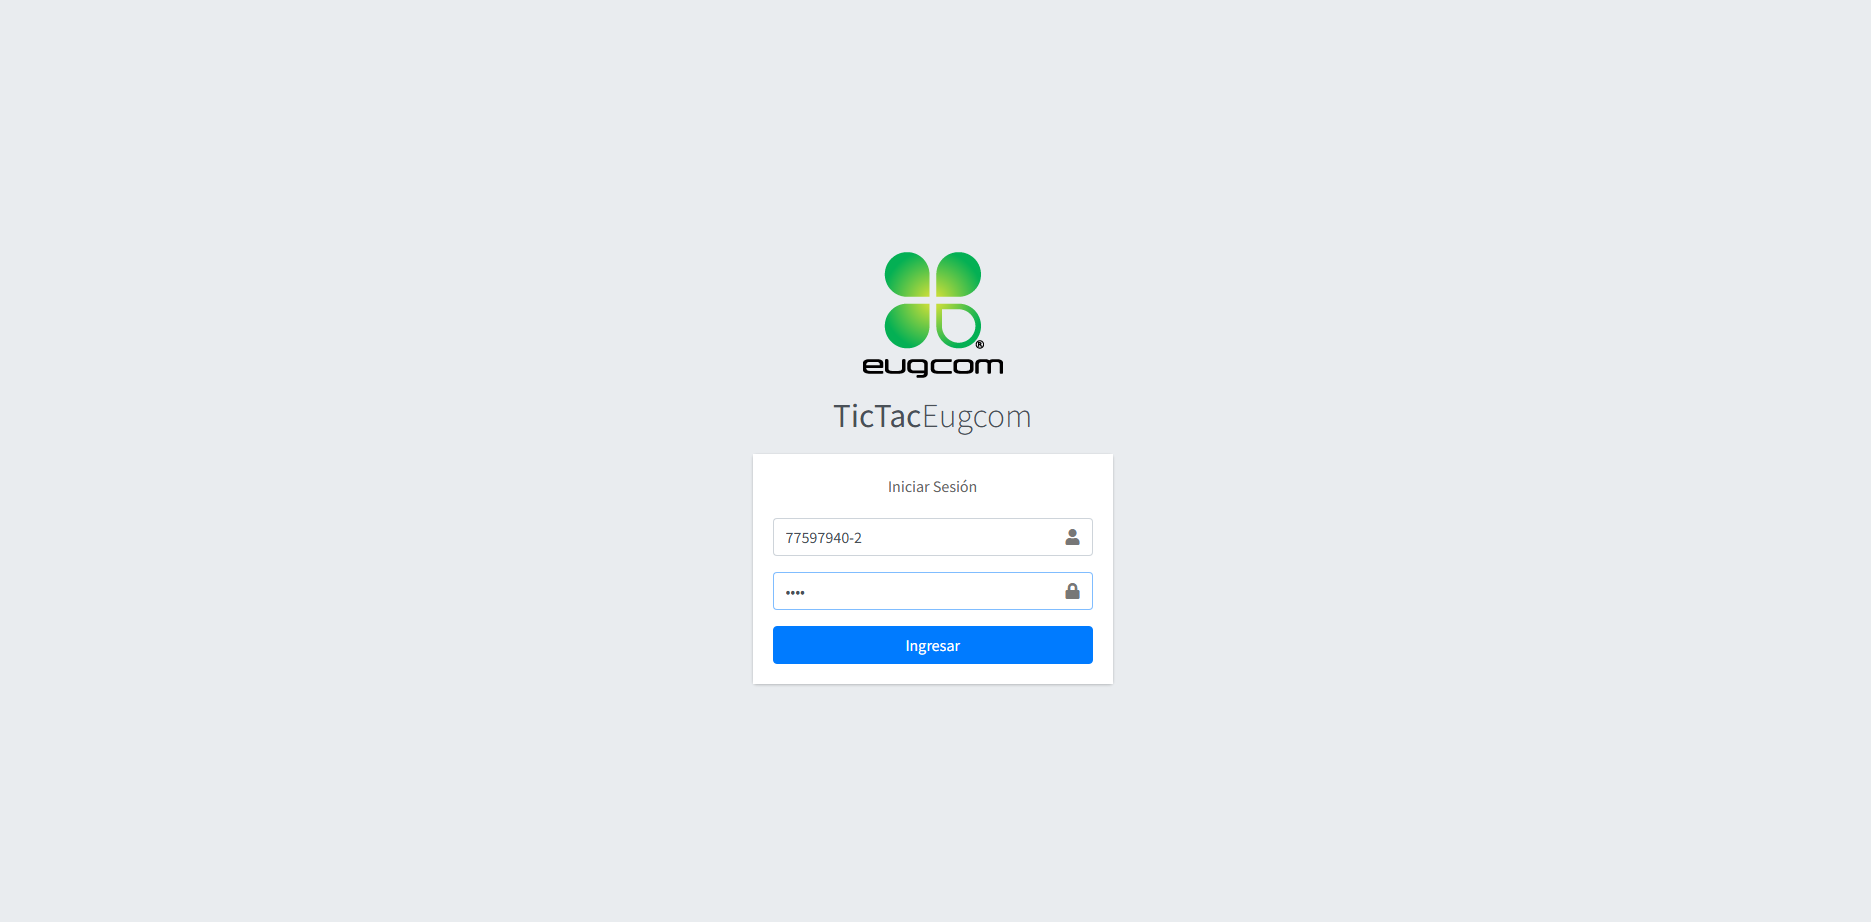 ®
eugcom
TicTacEugcom
Iniciar Sesión
77597940-2
••••
Ingresar